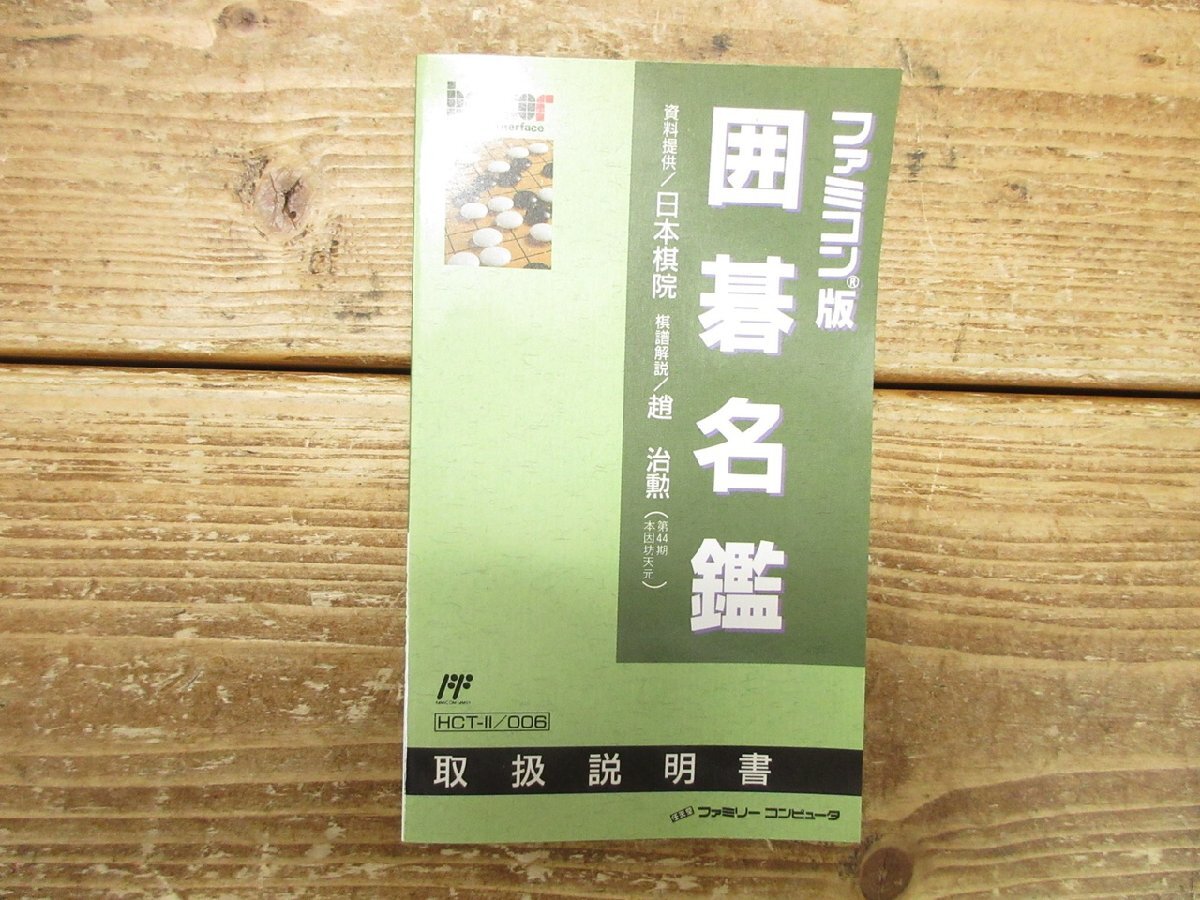 ファミコン®版
囲碁名鑑
資料提供/日本棋院 棋譜解説/趙 治勲(第44期本因坊天元)
interface
HCT-II/006
取扱説明書
ファミリー コンピュータ